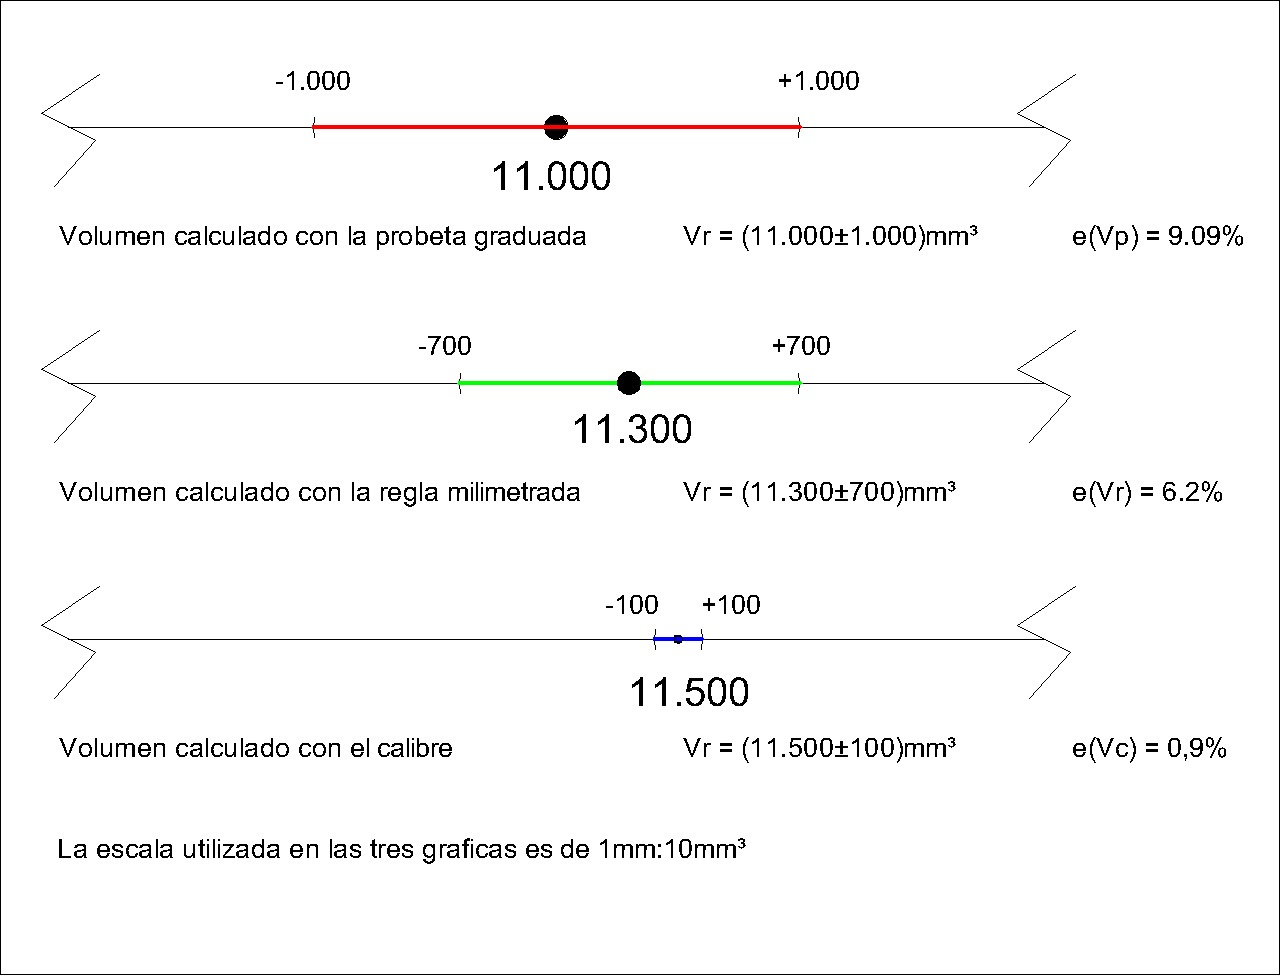 -1.000 +1.000
11.000
Volumen calculado con la probeta graduada Vr = (11.000±1.000)mm³ e(Vp) = 9.09%
-700 +700
11.300
Volumen calculado con la regla milimetrada Vr = (11.300±700)mm³ e(Vr) = 6.2%
-100 +100
11.500
Volumen calculado con el calibre Vr = (11.500±100)mm³ e(Vc) = 0,9%
La escala utilizada en las tres graficas es de 1mm:10mm³